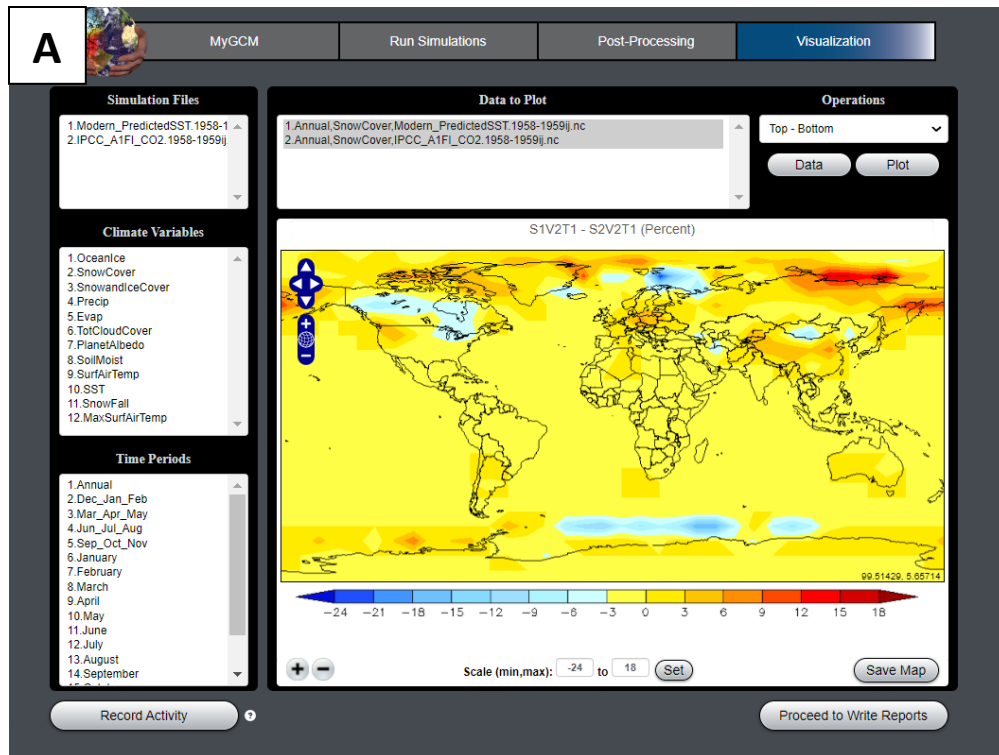 A
MyGCM
Run Simulations
Post-Processing
Visualization
Simulation Files
1.Modern_PredictedSST.1958-1
2.IPCC_A1FI_CO2.1958-1959ij
Climate Variables
1.OceanIce
2.SnowCover
3.SnowandIceCover
4.Precip
5.Evap
6.TotCloudCover
7.PlanetAlbedo
8.SoilMoist
9.SurfAirTemp
10.SST
11.SnowFall
12.MaxSurfAirTemp
Time Periods
1.Annual
2.Dec_Jan_Feb
3.Mar_Apr_May
4.Jun_Jul_Aug
5.Sep_Oct_Nov
6.January
7.February
8.March
9.April
10.May
11.June
12.July
13.August
14.September
Record Activity
?
Data to Plot
1.Annual,SnowCover,Modern_PredictedSST.1958-1959ij.nc
2.Annual,SnowCover,IPCC_A1FI_CO2.1958-1959ij.nc
Operations
Top - Bottom
Data
Plot
S1V2T1 - S2V2T1 (Percent)
99.51429, 5.65714
−24 −21 −18 −15 −12 −9 −6 −3 0 3 6 9 12 15 18
Scale (min,max): -24 to 18 Set
Save Map
Proceed to Write Reports